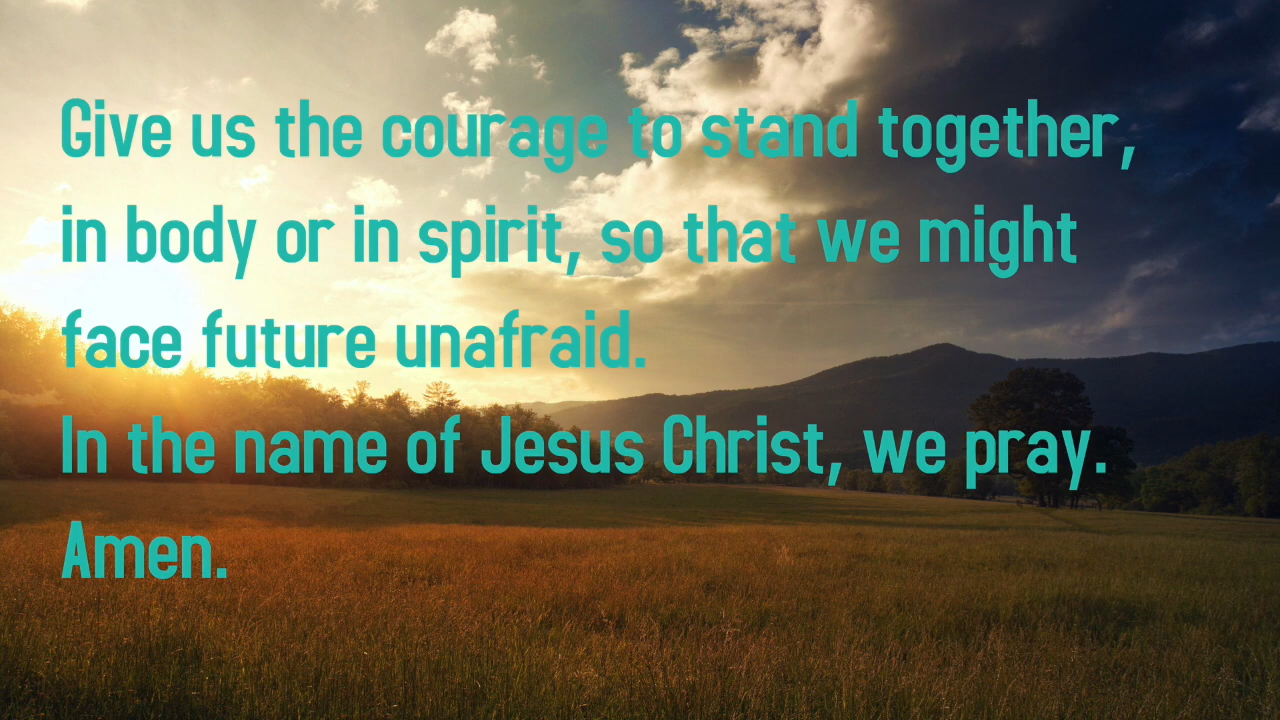 Give us the courage to stand together,
in body or in spirit, so that we might
face future unafraid.
In the name of Jesus Christ, we pray.
Amen.